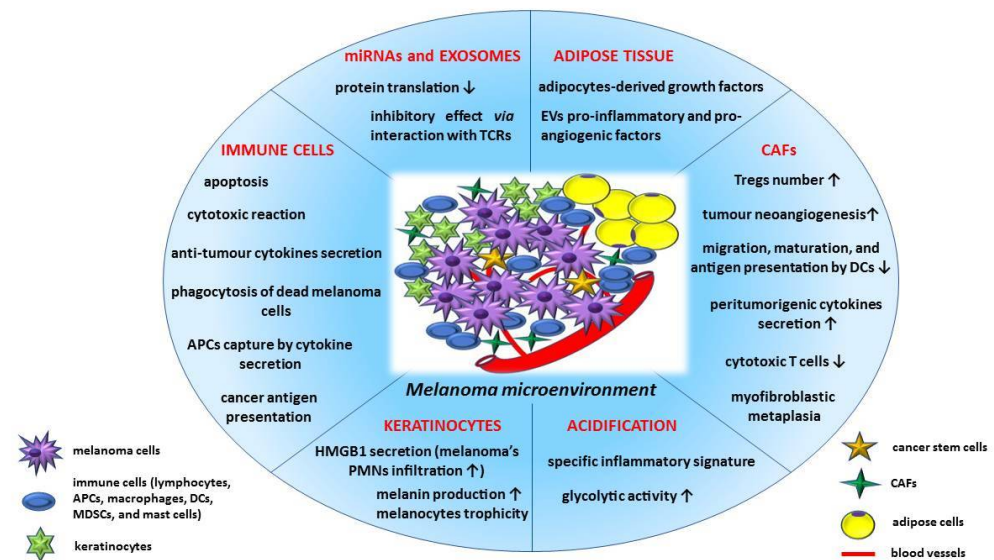 miRNAs and EXOSOMES
protein translation ↓
inhibitory effect via
interaction with TCRs
ADIPOSE TISSUE
adipocytes-derived growth factors
EVs pro-inflammatory and pro-
angiogenic factors
IMMUNE CELLS
apoptosis
cytotoxic reaction
anti-tumour cytokines secretion
phagocytosis of dead melanoma
cells
APCs capture by cytokine
secretion
cancer antigen
presentation
CAFs
Tregs number ↑
tumour neoangiogenesis↑
migration, maturation, and
antigen presentation by DCs ↓
peritumorigenic cytokines
secretion ↑
cytotoxic T cells ↓
myofibroblastic
metaplasia
Melanoma microenvironment
KERATINOCYTES
HMGB1 secretion (melanoma's
PMNs infiltration ↑)
melanin production ↑
melanocytes trophicity
ACIDIFICATION
specific inflammatory signature
glycolytic activity ↑
melanoma cells
immune cells (lymphocytes,
APCs, macrophages, DCs,
MDSCs, and mast cells)
keratinocytes
cancer stem cells
CAFs
adipose cells
blood vessels